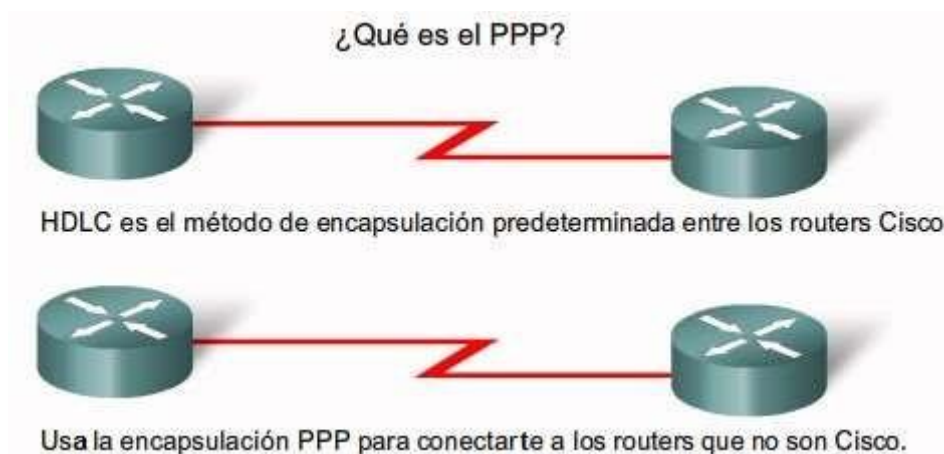 ¿Qué es el PPP?
HDLC es el método de encapsulación predeterminada entre los routers Cisco
Usa la encapsulación PPP para conectarte a los routers que no son Cisco.